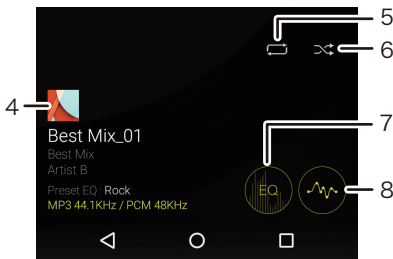 5
6
4
7
Best Mix_01
Best Mix
Artist B
Preset EQ : Rock
MP3 44.1KHz / PCM 48KHz
EQ
8